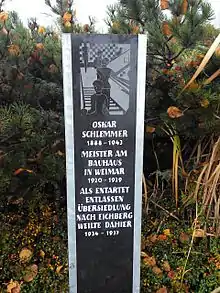 OSKAR
SCHLEMMER
1888 - 1943
MEISTER AM
BAUHAUS
IN WEIMAR
1920 - 1929
ALS ENTARTET
ENTLASSEN
ÜBERSIEDLUNG
NACH EICHBERG
WEILTE DAHIER
1934 - 1937